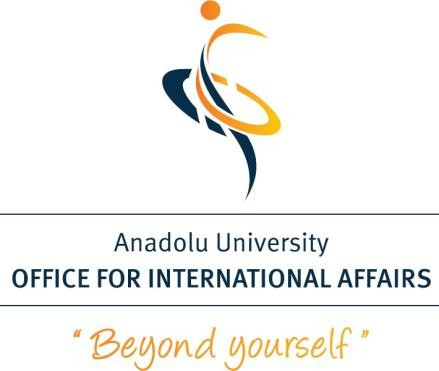 Anadolu University
OFFICE FOR INTERNATIONAL AFFAIRS
“Beyond yourself”